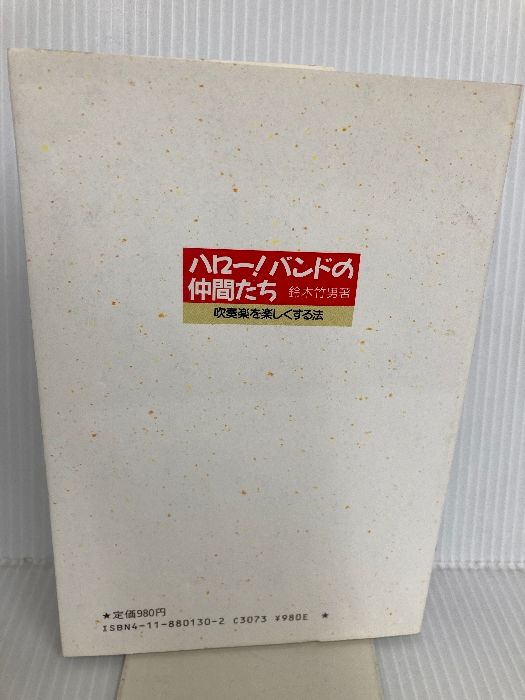 ハロー!バンドの
仲間たち 鈴木竹男著
吹奏楽を楽しくする法
★定価980円
ISBN4-11-880130-2 C3073 ¥980E ★